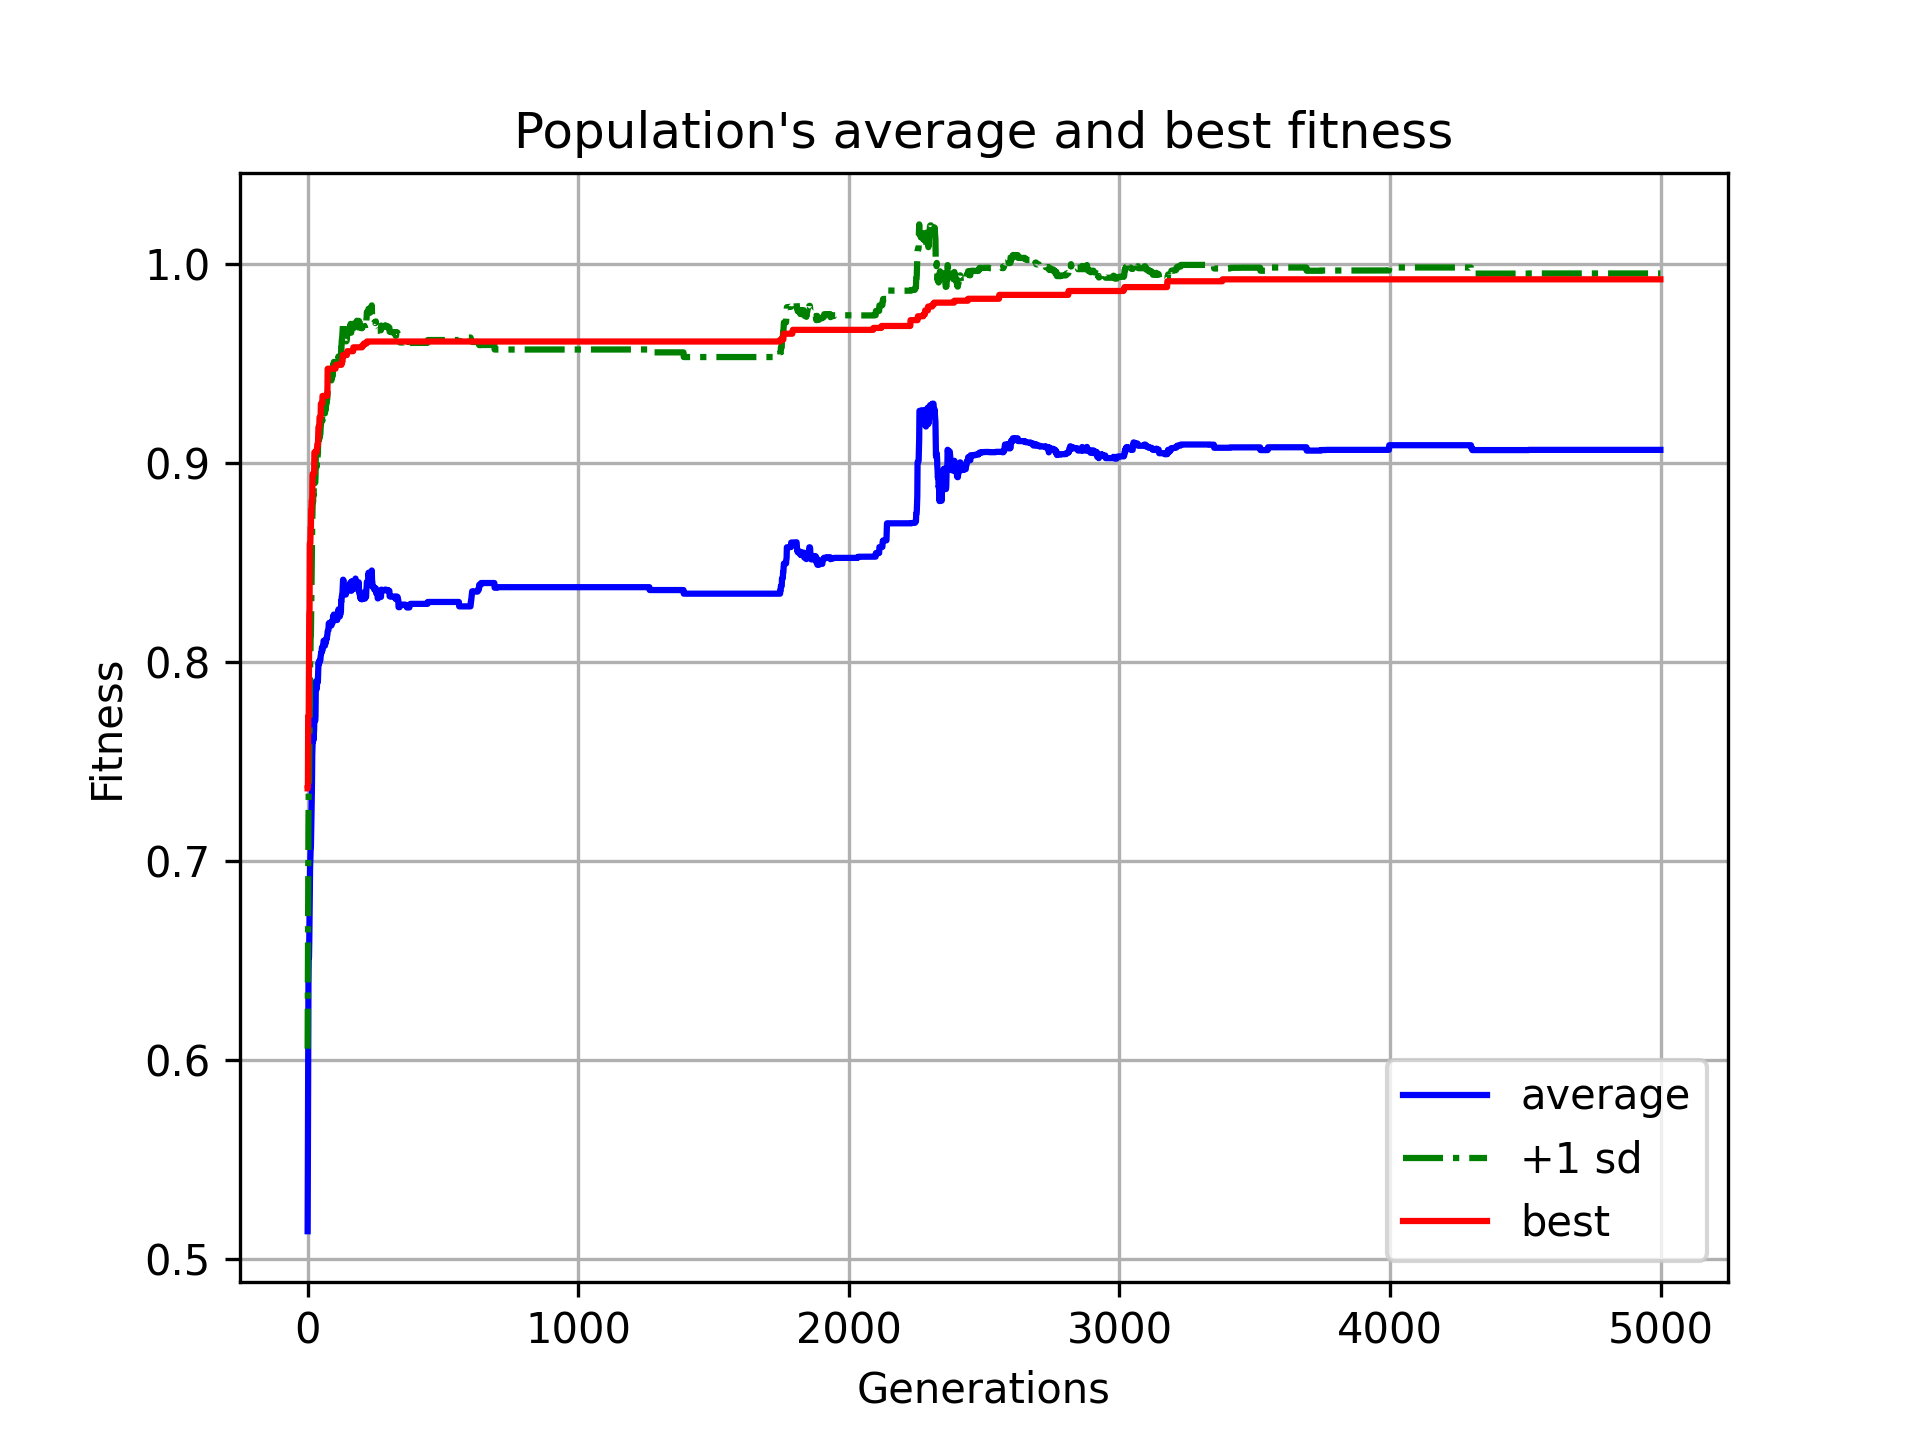 Population's average and best fitness
1.0
0.9
0.8
0.7
0.6
0.5
Fitness
average
+1 sd
best
0 1000 2000 3000 4000 5000
Generations